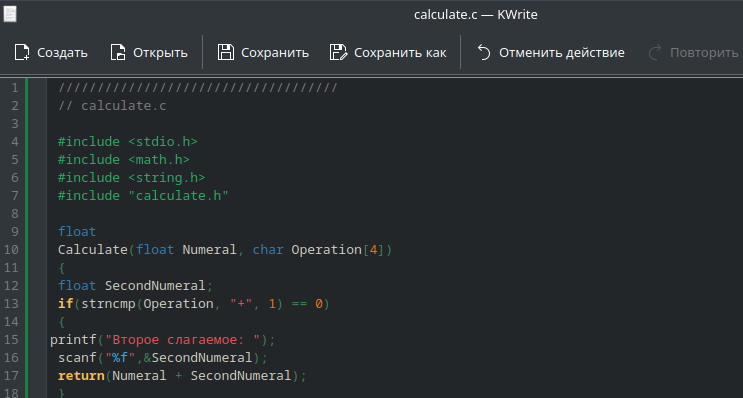 calculate.c — KWrite
Создать Открыть Сохранить Сохранить как Отменить действие Повторить
1 ////////////////////////////////////
2 // calculate.c
3
4 #include <stdio.h>
5 #include <math.h>
6 #include <string.h>
7 #include "calculate.h"
8
9 float
10 Calculate(float Numeral, char Operation[4])
11 {
12 float SecondNumeral;
13 if(strncmp(Operation, "+", 1) == 0)
14 {
15 printf("Второе слагаемое: ");
16 scanf("%f",&SecondNumeral);
17 return(Numeral + SecondNumeral);
18 }